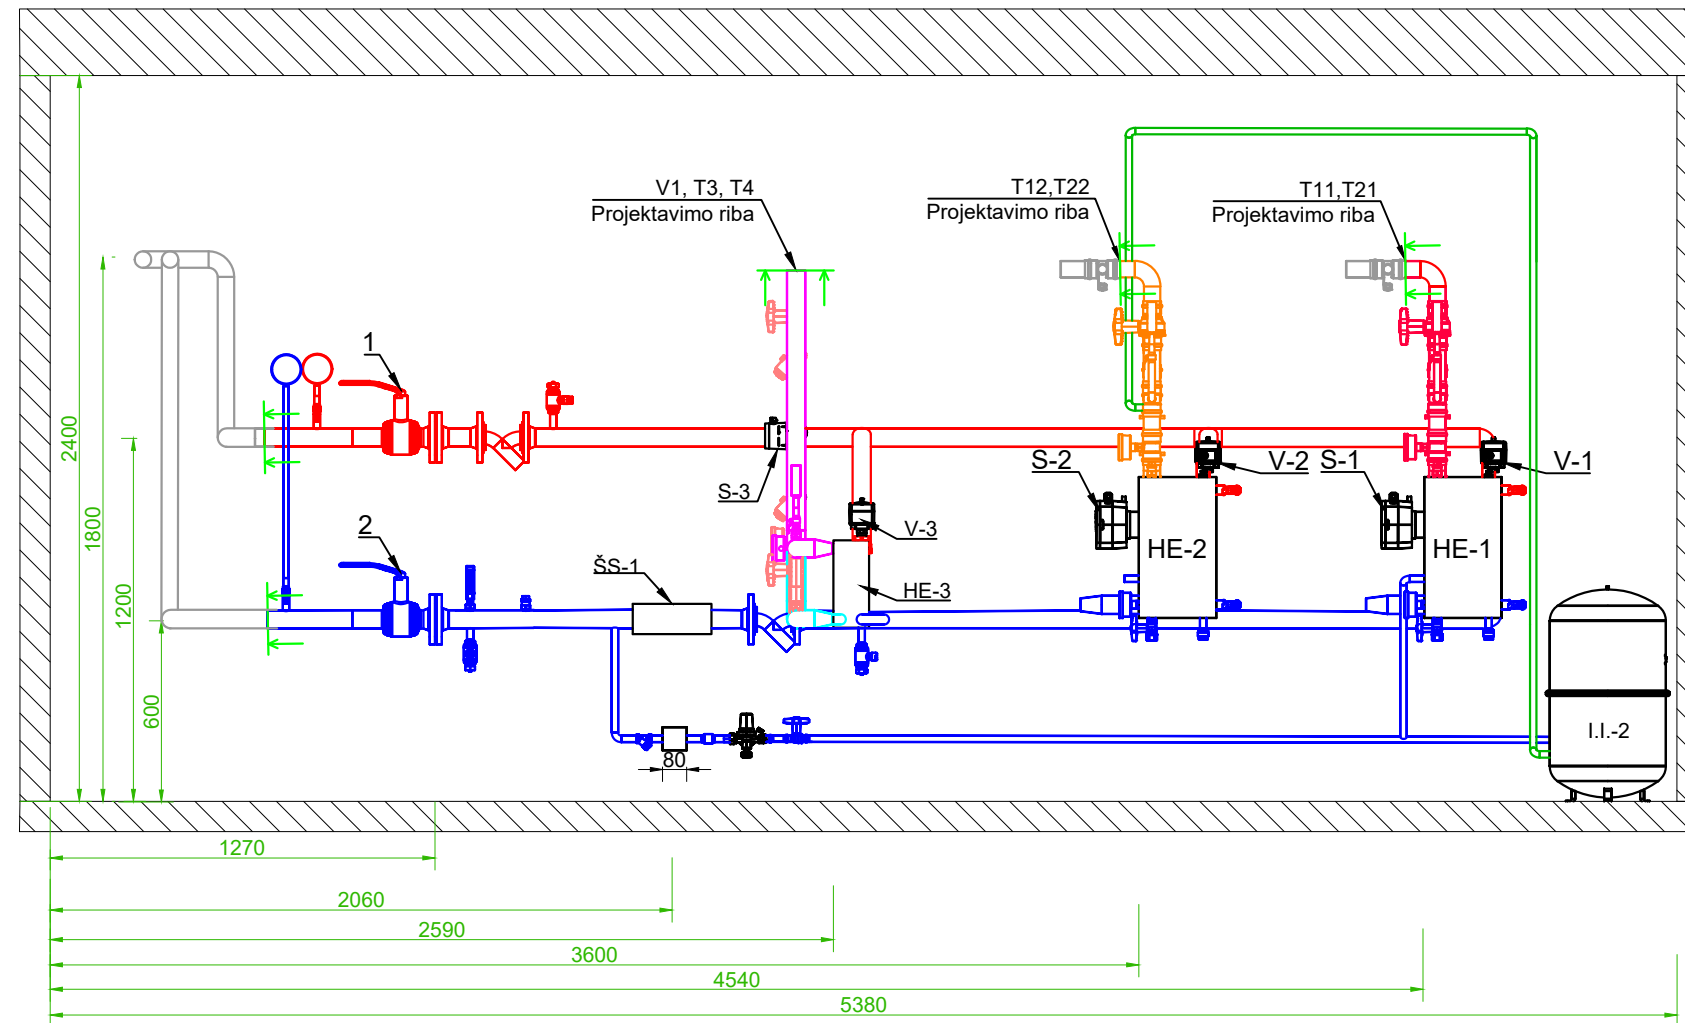 V1, T3, T4
Projektavimo riba
T12,T22
Projektavimo riba
T11,T21
Projektavimo riba
1
2400
S-2
V-2
S-1
V-1
S-3
1800
2
V-3
HE-2
HE-1
ŠS-1
HE-3
1200
600
I.I.-2
80
1270
2060
2590
3600
4540
5380